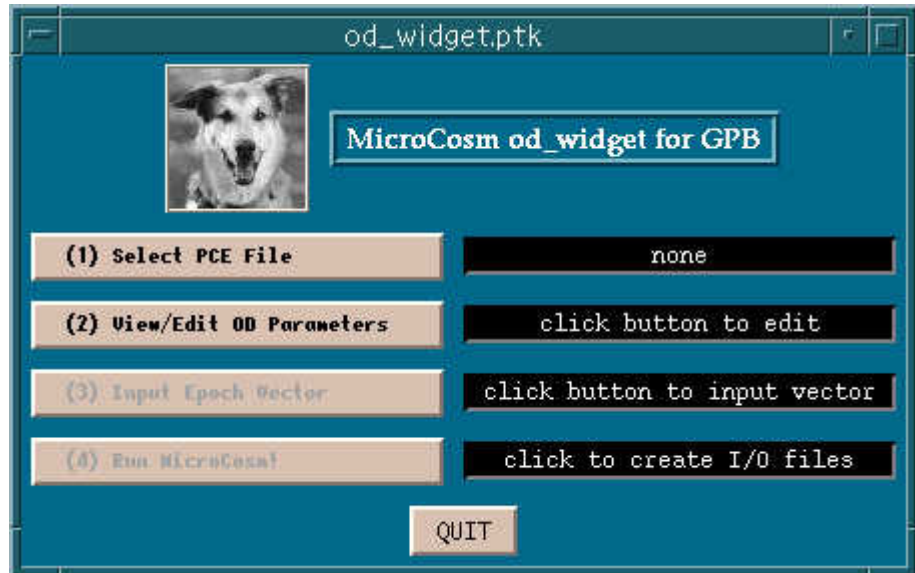 od_widget.ptk
MicroCosm od_widget for GPB
(1) Select PCE File
none
(2) View/Edit OD Parameters
click button to edit
(3) Input Epoch Vector
click button to input vector
(4) Run MicroCosm!
click to create I/O files
QUIT